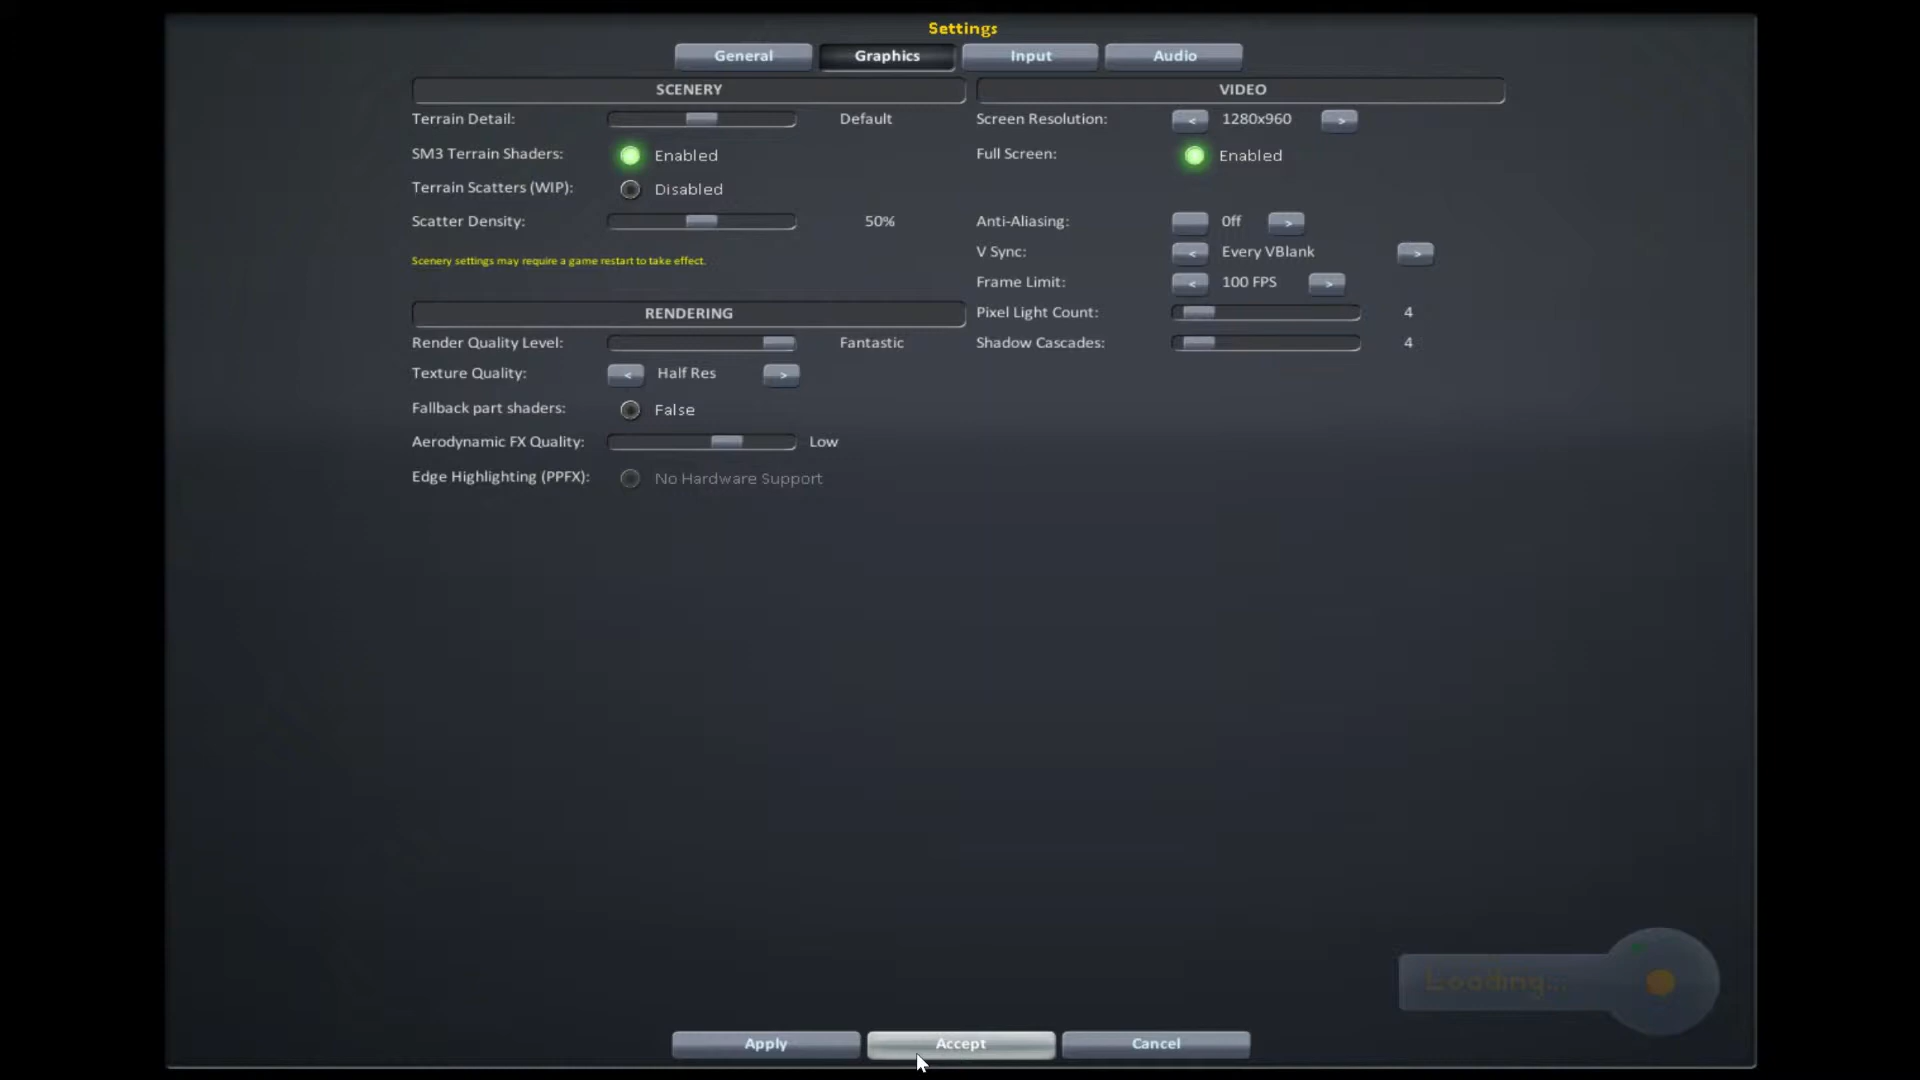 Settings
General Graphics Input Audio
SCENERY
Terrain Detail: Default
SM3 Terrain Shaders: Enabled
Terrain Scatters (WIP): Disabled
Scatter Density: 50%
Scenery settings may require a game restart to take effect.
RENDERING
Render Quality Level: Fantastic
Texture Quality: < Half Res >
Fallback part shaders: False
Aerodynamic FX Quality: Low
Edge Highlighting (PPFX): No Hardware Support
VIDEO
Screen Resolution: < 1280x960 >
Full Screen: Enabled
Anti-Aliasing: Off >
V Sync: < Every VBlank >
Frame Limit: < 100 FPS >
Pixel Light Count: 4
Shadow Cascades: 4
Loading...
Apply Accept Cancel